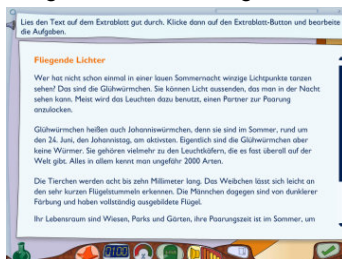 Lies den Text auf dem Extrablatt gut durch. Klicke dann auf den Extrablatt-Button und bearbeite
die Aufgaben.
Fliegende Lichter
Wer hat nicht schon einmal in einer lauen Sommernacht winzige Lichtpunkte tanzen
sehen? Das sind die Glühwürmchen. Sie können Licht aussenden, das man in der Nacht
sehen kann. Meist wird das Leuchten dazu benutzt, einen Partner zur Paarung
anzulocken.
Glühwürmchen heißen auch Johanniswürmchen, denn sie sind im Sommer, rund um
den 24. Juni, den Johannistag, am aktivsten. Eigentlich sind die Glühwürmchen aber
keine Würmer. Sie gehören vielmehr zu den Leuchtkäfern, die es fast überall auf der
Welt gibt. Alles in allem kennt man ungefähr 2000 Arten.
Die Tierchen werden acht bis zehn Millimeter lang. Das Weibchen lässt sich leicht an
den sehr kurzen Flügelstummeln erkennen. Die Männchen dagegen sind von dunklerer
Färbung und haben vollständig ausgebildete Flügel.
Ihr Lebensraum sind Wiesen, Parks und Gärten, ihre Paarungszeit ist im Sommer, um